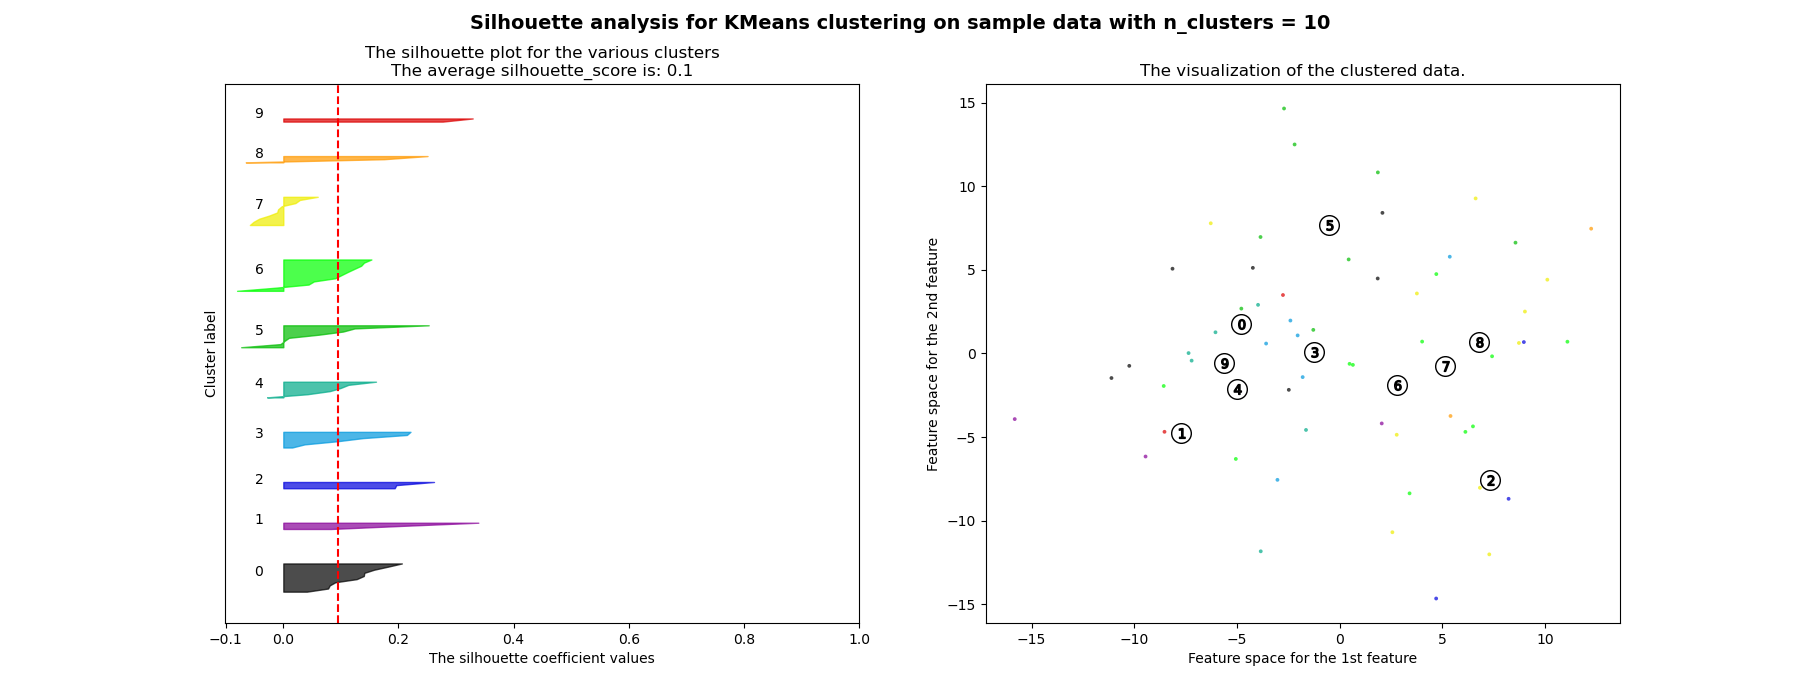 Silhouette analysis for KMeans clustering on sample data with n_clusters = 10
The silhouette plot for the various clusters
The average silhouette_score is: 0.1
Cluster label
9
8
7
6
5
4
3
2
1
0
−0.1 0.0 0.2 0.4 0.6 0.8 1.0
The silhouette coefficient values
The visualization of the clustered data.
Feature space for the 2nd feature
15
10
5
0
−5
−10
−15
5
0
3
8
9
7
4
6
1
2
−15 −10 −5 0 5 10
Feature space for the 1st feature